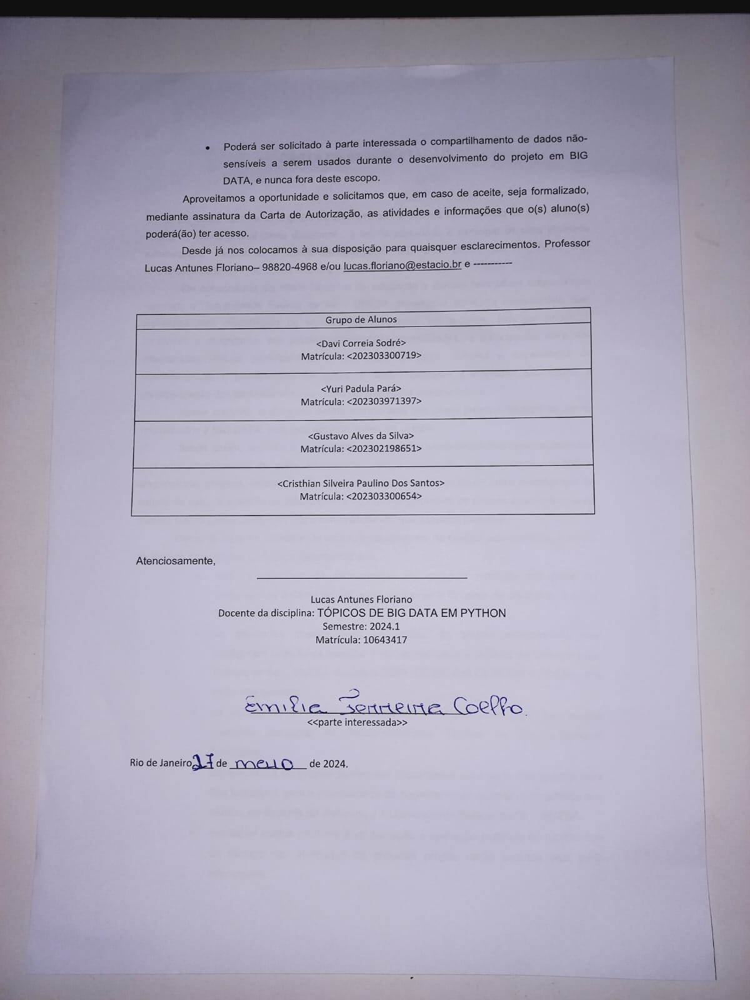 • Poderá ser solicitado à parte interessada o compartilhamento de dados não-
sensíveis a serem usados durante o desenvolvimento do projeto em BIG
DATA, e nunca fora deste escopo.
Aproveitamos a oportunidade e solicitamos que, em caso de aceite, seja formalizado,
mediante assinatura da Carta de Autorização, as atividades e informações que o(s) aluno(s)
poderá(ão) ter acesso.
Desde já nos colocamos à sua disposição para quaisquer esclarecimentos. Professor
Lucas Antunes Floriano– 98820-4968 e/ou lucas.floriano@estacio.br e -----------
Grupo de Alunos
<Davi Correia Sodré>
Matrícula: <202303300719>
<Yuri Padula Pará>
Matrícula: <202303971397>
<Gustavo Alves da Silva>
Matrícula: <202302198651>
<Cristhian Silveira Paulino Dos Santos>
Matrícula: <202303300654>
Atenciosamente,
Lucas Antunes Floriano
Docente da disciplina: TÓPICOS DE BIG DATA EM PYTHON
Semestre: 2024.1
Matrícula: 10643417
Emilia Ferreira Coelho.
<<parte interessada>>
Rio de Janeiro 27 de maio de 2024.